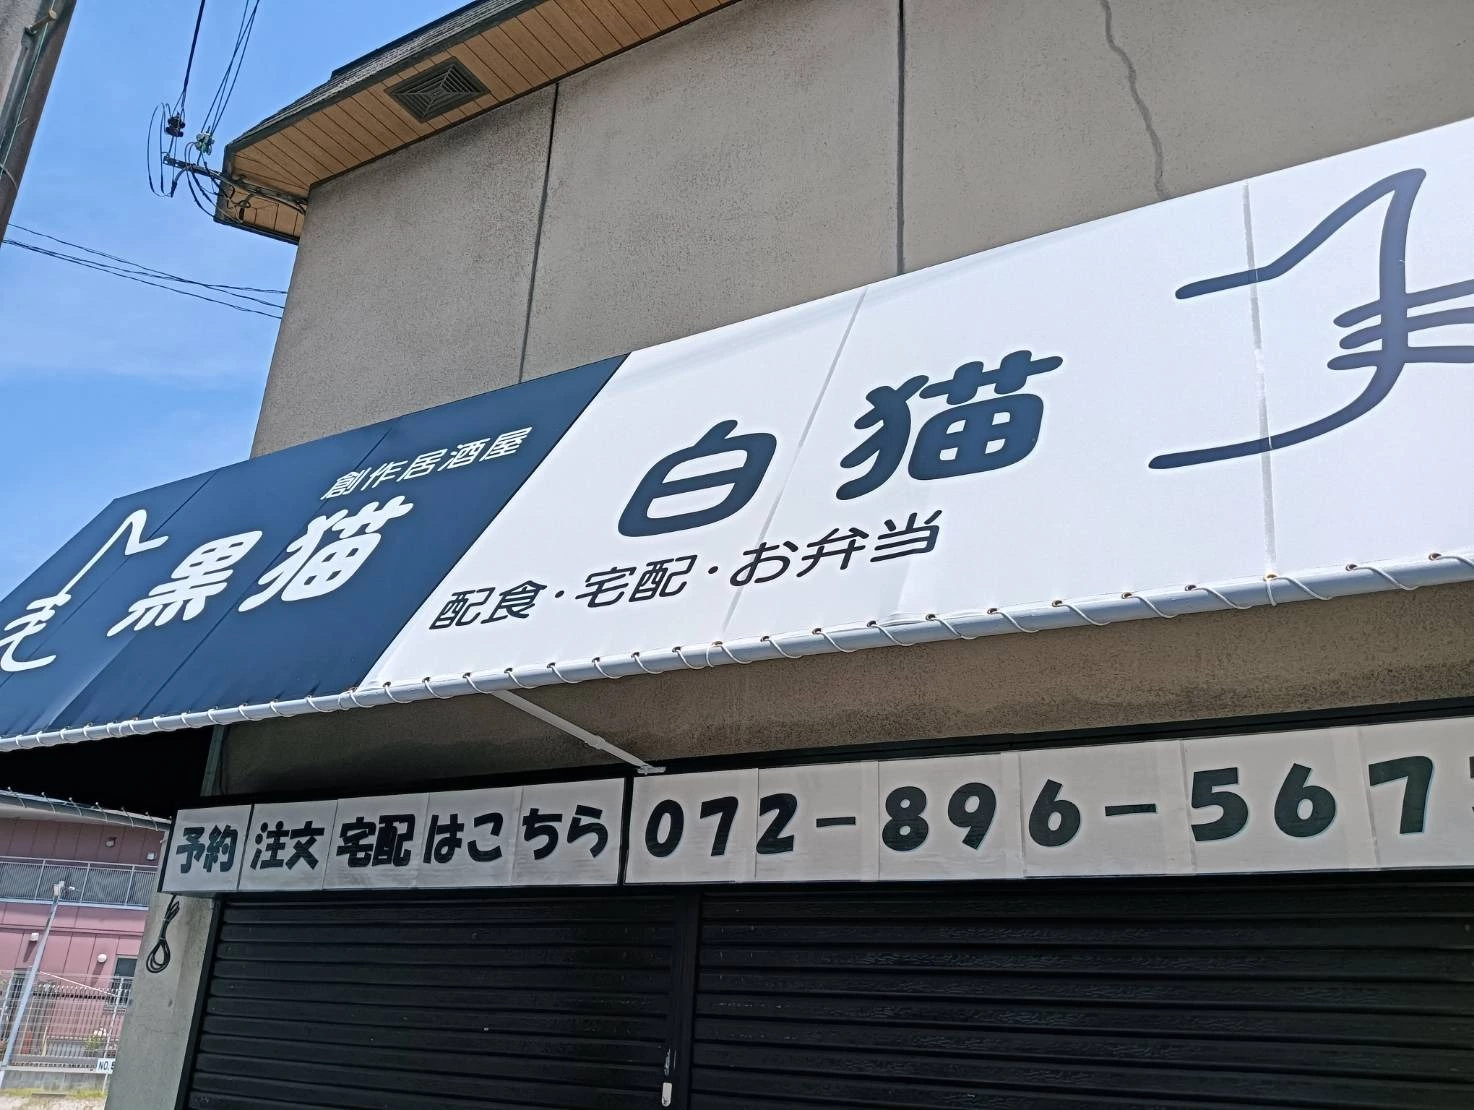 創作居酒屋
黒猫
白猫
配食・宅配・お弁当
予約 注文 宅配 はこ ちら
072-896-567
NO.